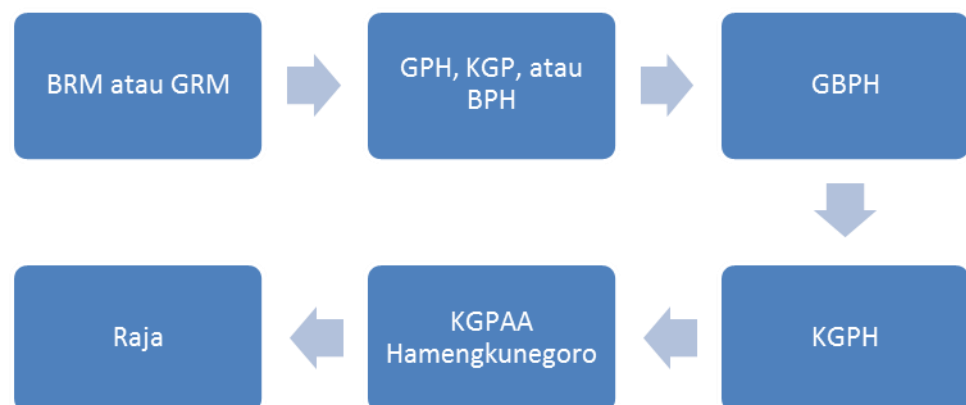 BRM atau GRM
GPH, KGP, atau
BPH
GBPH
KGPH
KGPAA
Hamengkunegoro
Raja